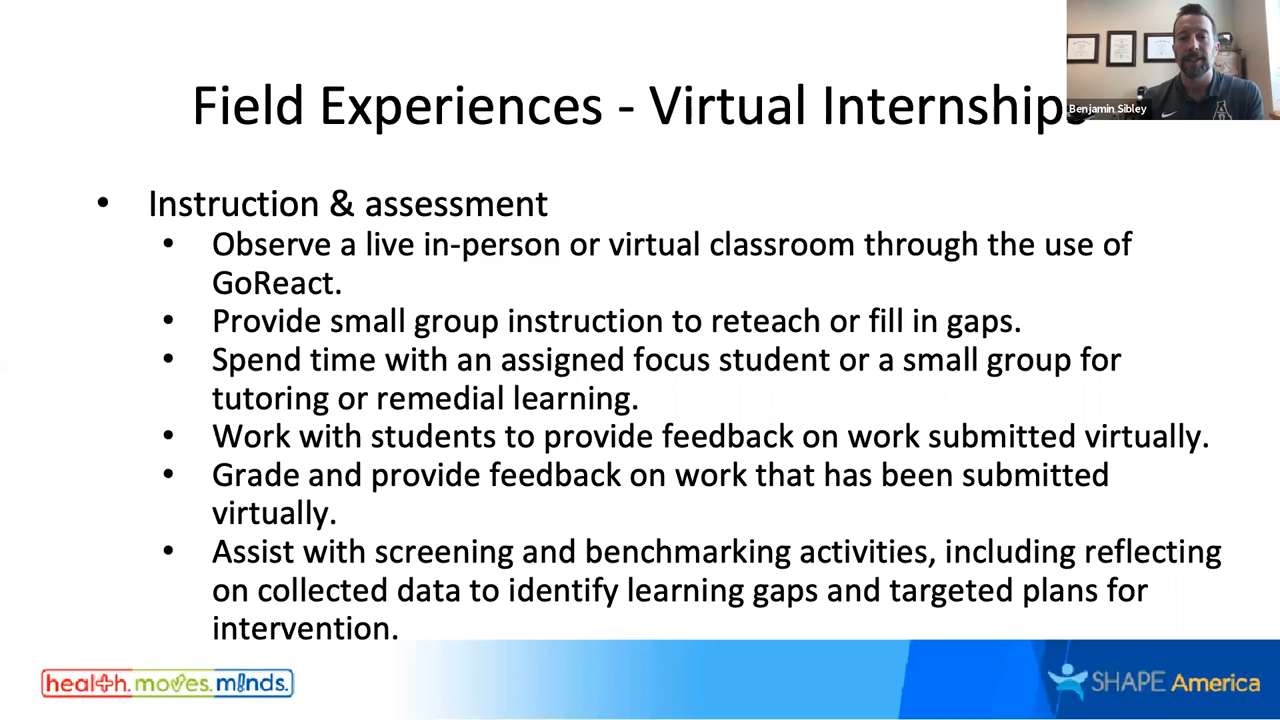 Field Experiences - Virtual Internships
Benjamin Sibley
• Instruction & assessment
• Observe a live in-person or virtual classroom through the use of
GoReact.
• Provide small group instruction to reteach or fill in gaps.
• Spend time with an assigned focus student or a small group for
tutoring or remedial learning.
• Work with students to provide feedback on work submitted virtually.
• Grade and provide feedback on work that has been submitted
virtually.
• Assist with screening and benchmarking activities, including reflecting
on collected data to identify learning gaps and targeted plans for
intervention.
health.moves.minds.
SHAPE America